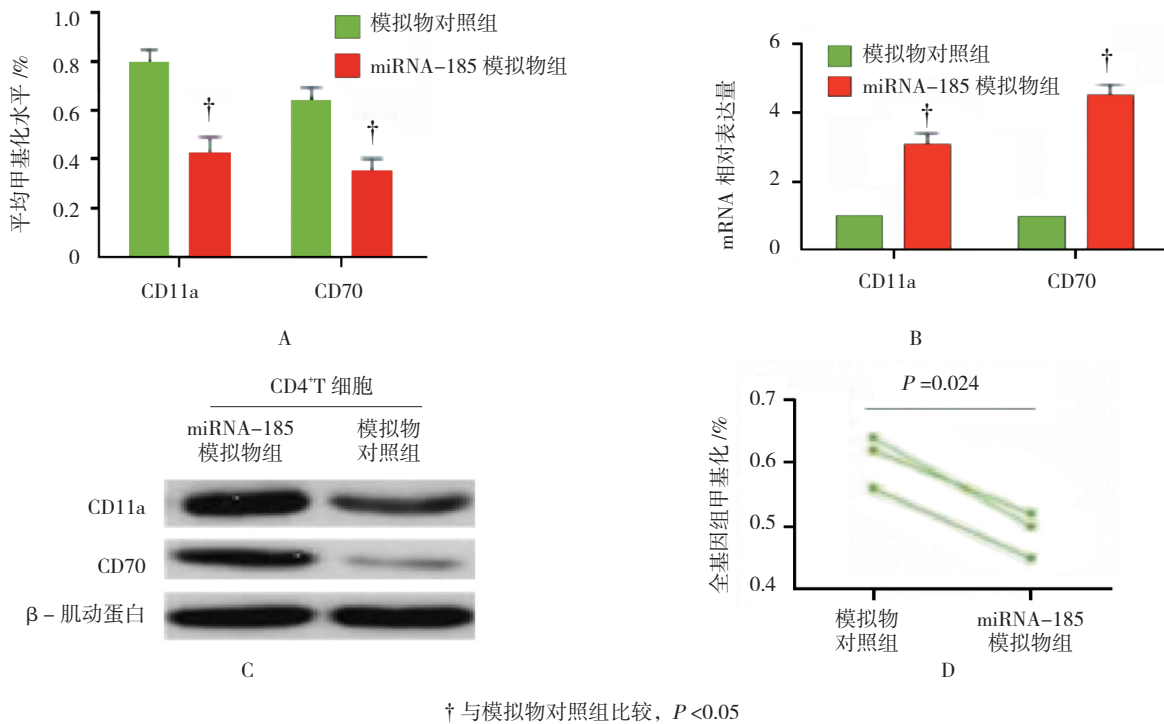 1.0
0.8
0.6
0.4
0.2
0
平均甲基化水平 /%
模拟物对照组
miRNA-185 模拟物组
†
†
CD11a
CD70
A
6
4
2
0
mRNA 相对表达量
模拟物对照组
miRNA-185 模拟物组
†
†
CD11a
CD70
B
CD4⁺T 细胞
miRNA-185
模拟物组
模拟物
对照组
CD11a
CD70
β-肌动蛋白
C
P =0.024
0.7
0.6
0.5
0.4
全基因组甲基化 /%
模拟物
对照组
miRNA-185
模拟物组
D
† 与模拟物对照组比较，P <0.05